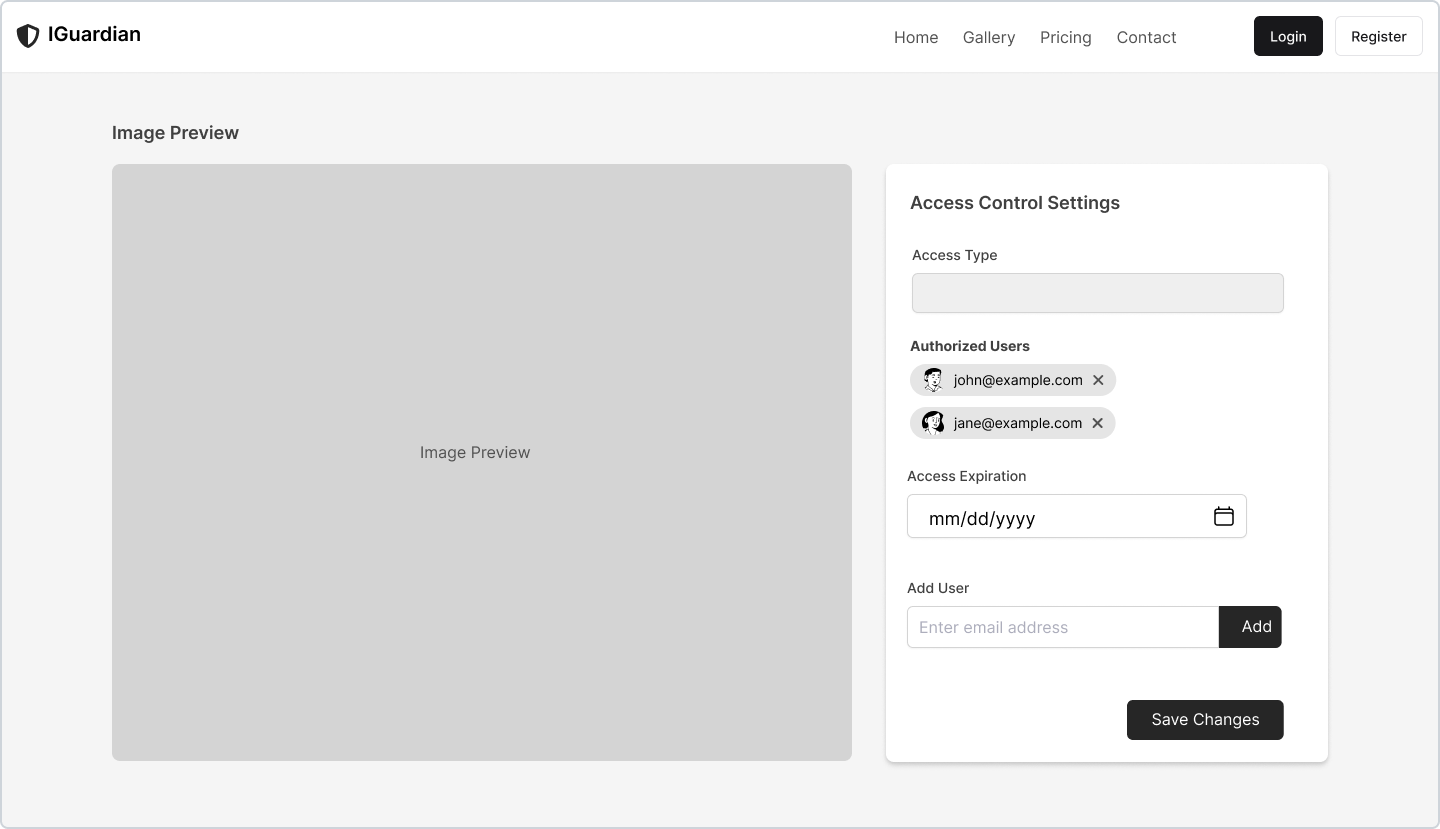 IGuardian
Home Gallery Pricing Contact Login Register
Image Preview
Image Preview
Access Control Settings
Access Type
Authorized Users
john@example.com
jane@example.com
Access Expiration
mm/dd/yyyy
Add User
Enter email address Add
Save Changes